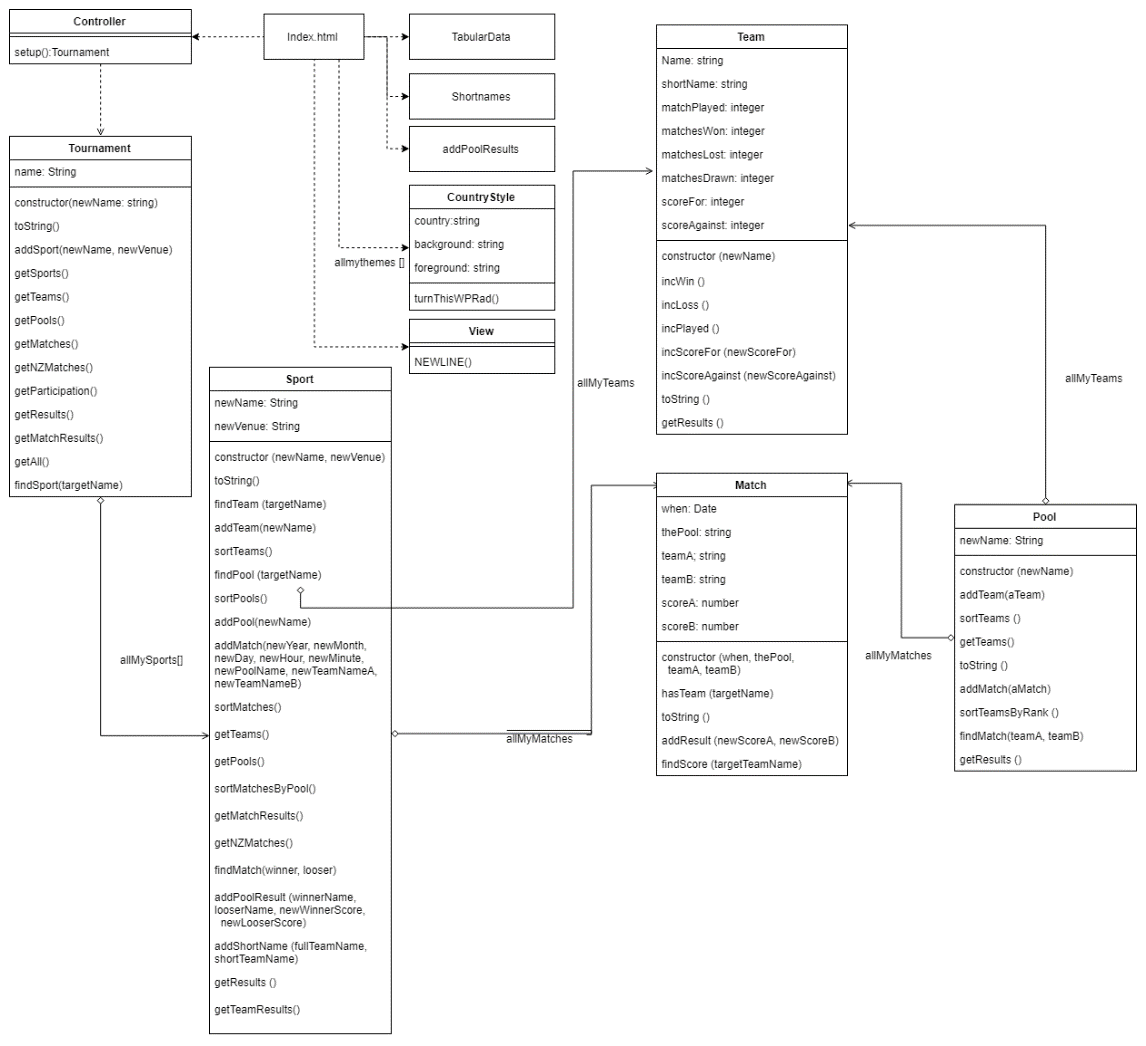 Controller
setup():Tournament
Index.html
TabularData
Shortnames
addPoolResults
CountryStyle
country:string
background: string
foreground: string
turnThisWPRad()
allmythemes []
View
NEWLINE()
Tournament
name: String
constructor(newName: string)
toString()
addSport(newName, newVenue)
getSports()
getTeams()
getPools()
getMatches()
getNZMatches()
getParticipation()
getResults()
getMatchResults()
getAll()
findSport(targetName)
allMySports[]
Sport
newName: String
newVenue: String
constructor (newName, newVenue)
toString()
findTeam (targetName)
addTeam(newName)
sortTeams()
findPool (targetName)
sortPools()
addPool(newName)
addMatch(newYear, newMonth,
newDay, newHour, newMinute,
newPoolName, newTeamNameA,
newTeamNameB)
sortMatches()
getTeams()
getPools()
sortMatchesByPool()
getMatchResults()
getNZMatches()
findMatch(winner, looser)
addPoolResult (winnerName,
looserName, newWinnerScore,
newLooserScore)
addShortName (fullTeamName,
shortTeamName)
getResults ()
getTeamResults()
allMyTeams
allMyMatches
Team
Name: string
shortName: string
matchPlayed: integer
matchesWon: integer
matchesLost: integer
matchesDrawn: integer
scoreFor: integer
scoreAgainst: integer
constructor (newName)
incWin ()
incLoss ()
incPlayed ()
incScoreFor (newScoreFor)
incScoreAgainst (newScoreAgainst)
toString ()
getResults ()
Match
when: Date
thePool: string
teamA; string
teamB: string
scoreA: number
scoreB: number
constructor (when, thePool,
teamA, teamB)
hasTeam (targetName)
toString ()
addResult (newScoreA, newScoreB)
findScore (targetTeamName)
allMyTeams
allMyMatches
Pool
newName: String
constructor (newName)
addTeam(aTeam)
sortTeams ()
getTeams()
toString ()
addMatch(aMatch)
sortTeamsByRank ()
findMatch(teamA, teamB)
getResults ()